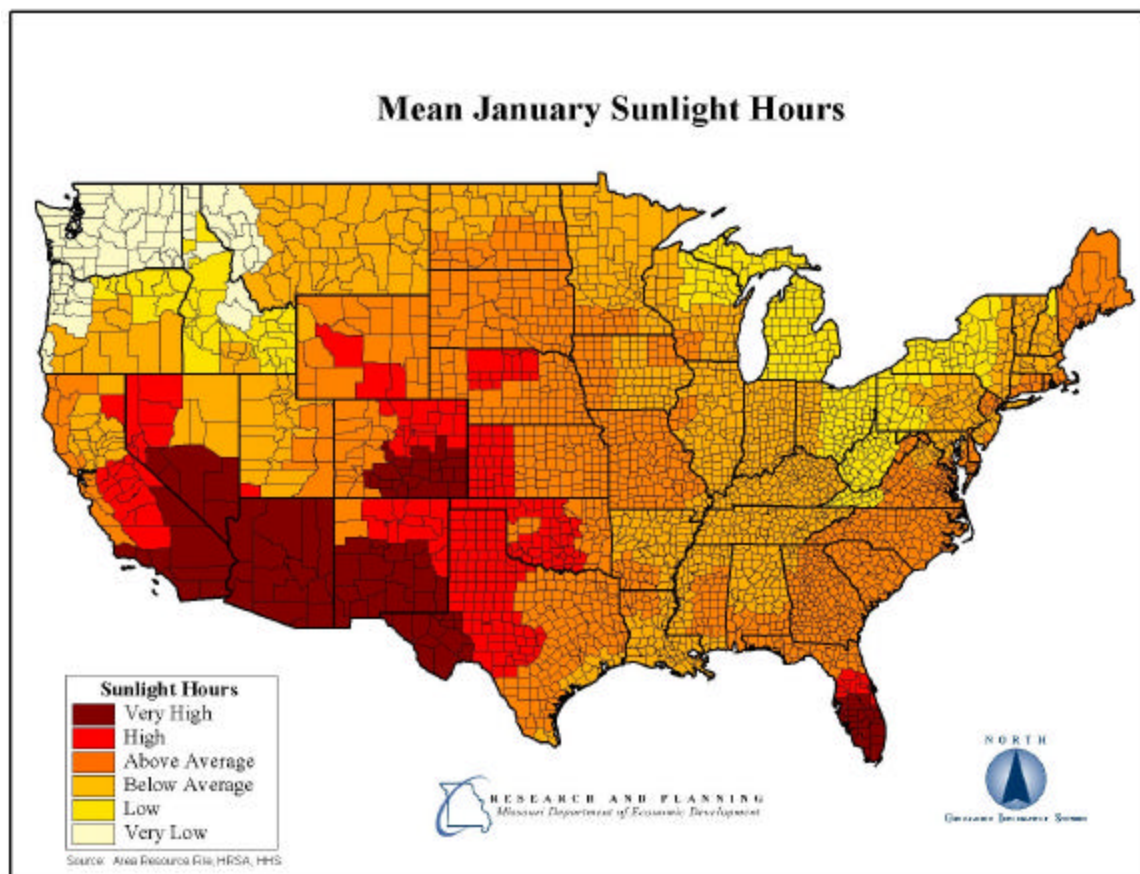 Mean January Sunlight Hours
Sunlight Hours
Very High
High
Above Average
Below Average
Low
Very Low
Source: Area Resource File, HRSA, HHS
RESEARCH AND PLANNING
Missouri Department of Economic Development
NORTH